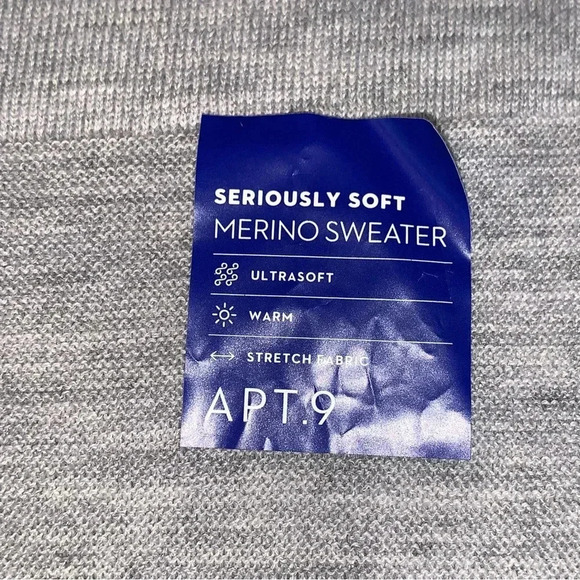 SERIOUSLY SOFT
MERINO SWEATER
ULTRASOFT
WARM
STRETCH FABRIC
APT.9